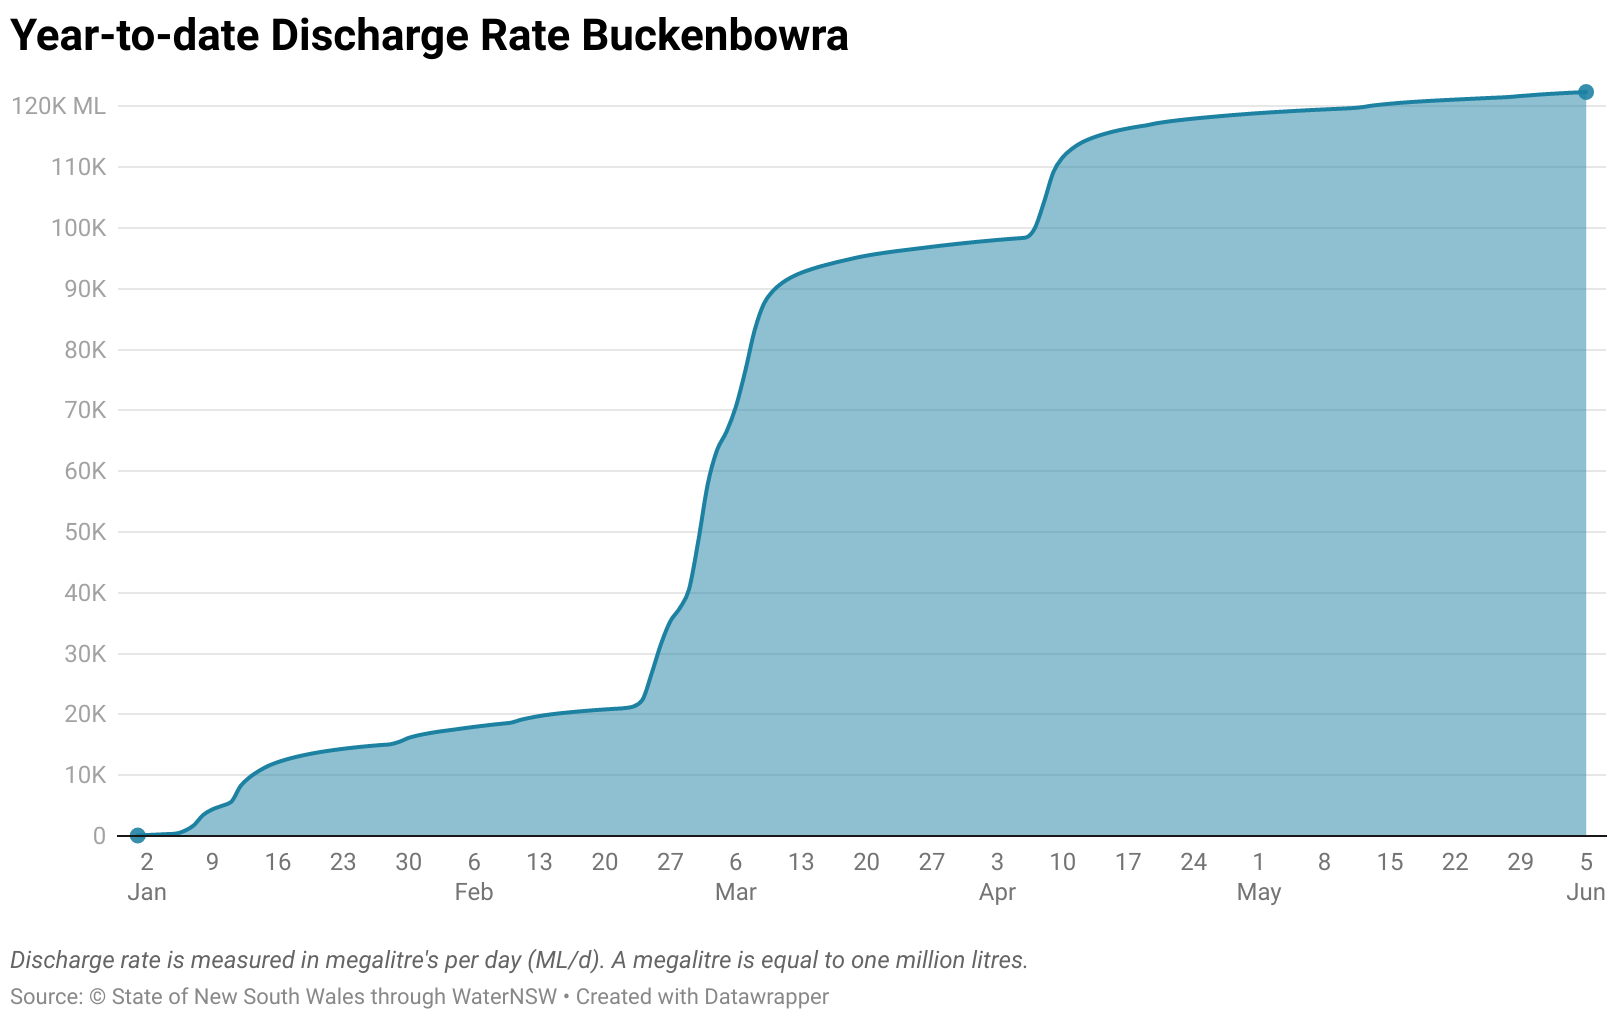 Year-to-date Discharge Rate Buckenbowra
120K ML
110K
100K
90K
80K
70K
60K
50K
40K
30K
20K
10K
0
2 9 16 23 30 6 13 20 27 6 13 20 27 3 10 17 24 1 8 15 22 29 5
Jan Feb Mar Apr May Jun
Discharge rate is measured in megalitre's per day (ML/d). A megalitre is equal to one million litres.
Source: © State of New South Wales through WaterNSW • Created with Datawrapper